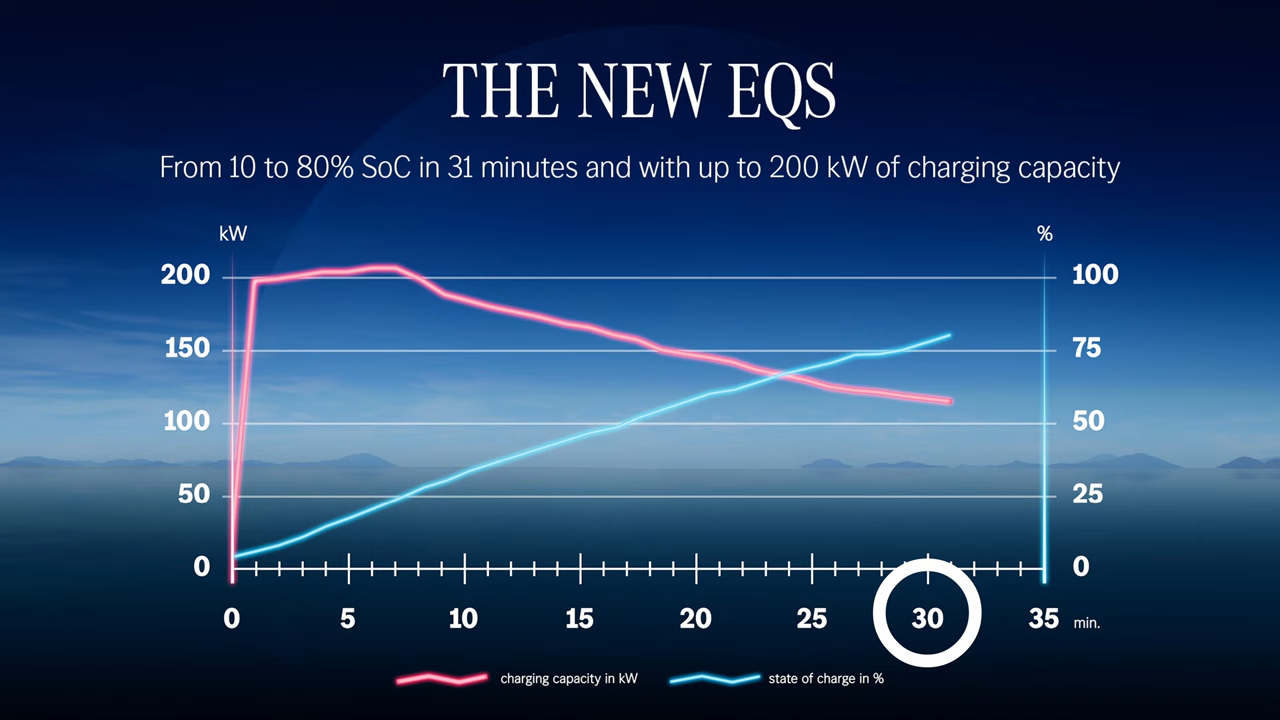 THE NEW EQS
From 10 to 80% SoC in 31 minutes and with up to 200 kW of charging capacity
kW %
200 100
150 75
100 50
50 25
0 0
0 5 10 15 20 25 30 35 min.
charging capacity in kW state of charge in %